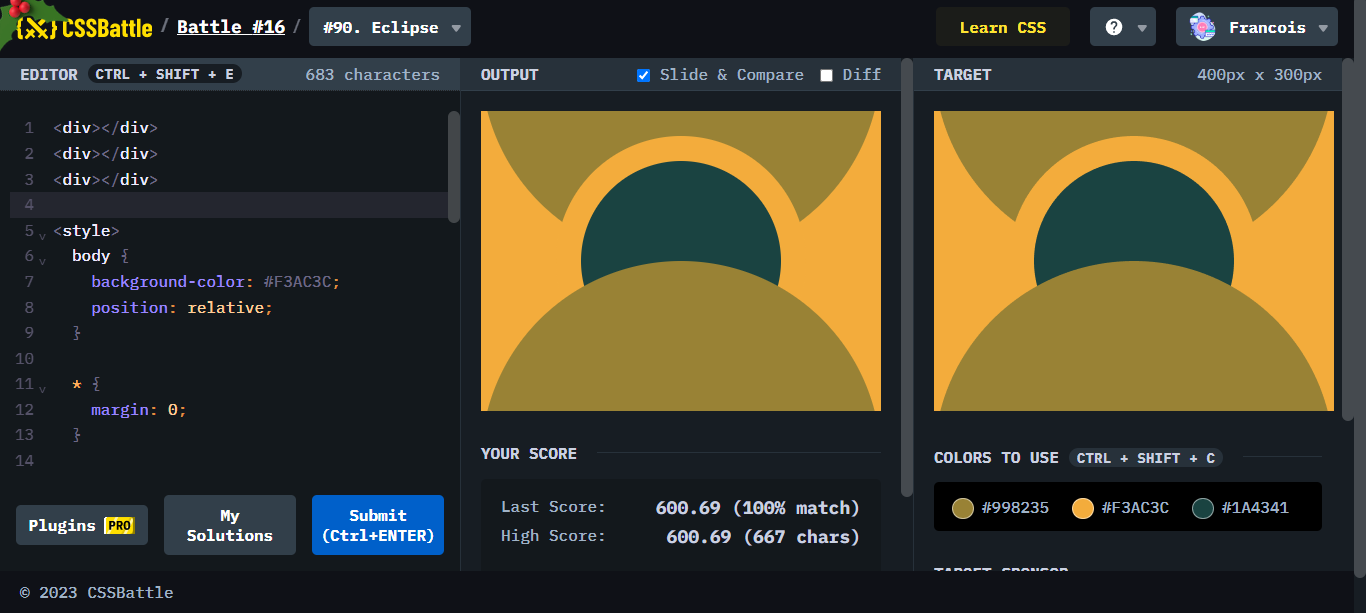 {X} CSSBattle / Battle #16 / #90. Eclipse Learn CSS ? Francois
EDITOR CTRL + SHIFT + E 683 characters
OUTPUT Slide & Compare Diff
TARGET 400px x 300px
1 <div></div>
2 <div></div>
3 <div></div>
4
5 <style>
6 body {
7 background-color: #F3AC3C;
8 position: relative;
9 }
10
11 * {
12 margin: 0;
13 }
14
Plugins PRO
My
Solutions
Submit
(Ctrl+ENTER)
YOUR SCORE
Last Score: 600.69 (100% match)
High Score: 600.69 (667 chars)
COLORS TO USE CTRL + SHIFT + C
#998235 #F3AC3C #1A4341
TARGET SPONSOR
© 2023 CSSBattle